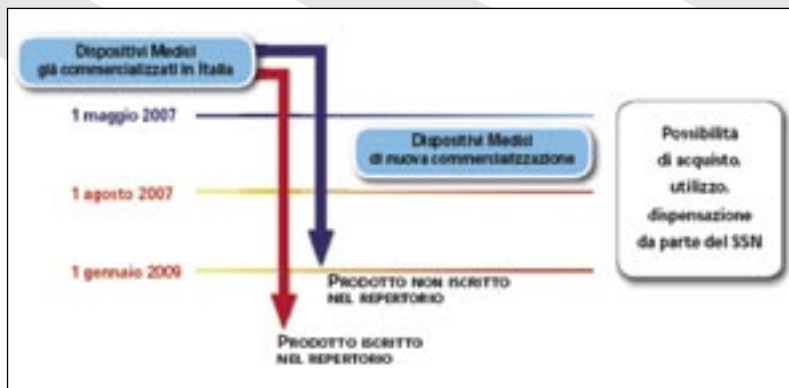 Dispositivi Medici
già commercializzati in Italia
1 maggio 2007
Dispositivi Medici
di nuova commercializzazione
1 agosto 2007
1 gennaio 2009
PRODOTTO NON ISCRITTO
NEL REPERTORIO
PRODOTTO ISCRITTO
NEL REPERTORIO
Possibilità
di acquisto,
utilizzo,
dispensazione
da parte del SSN